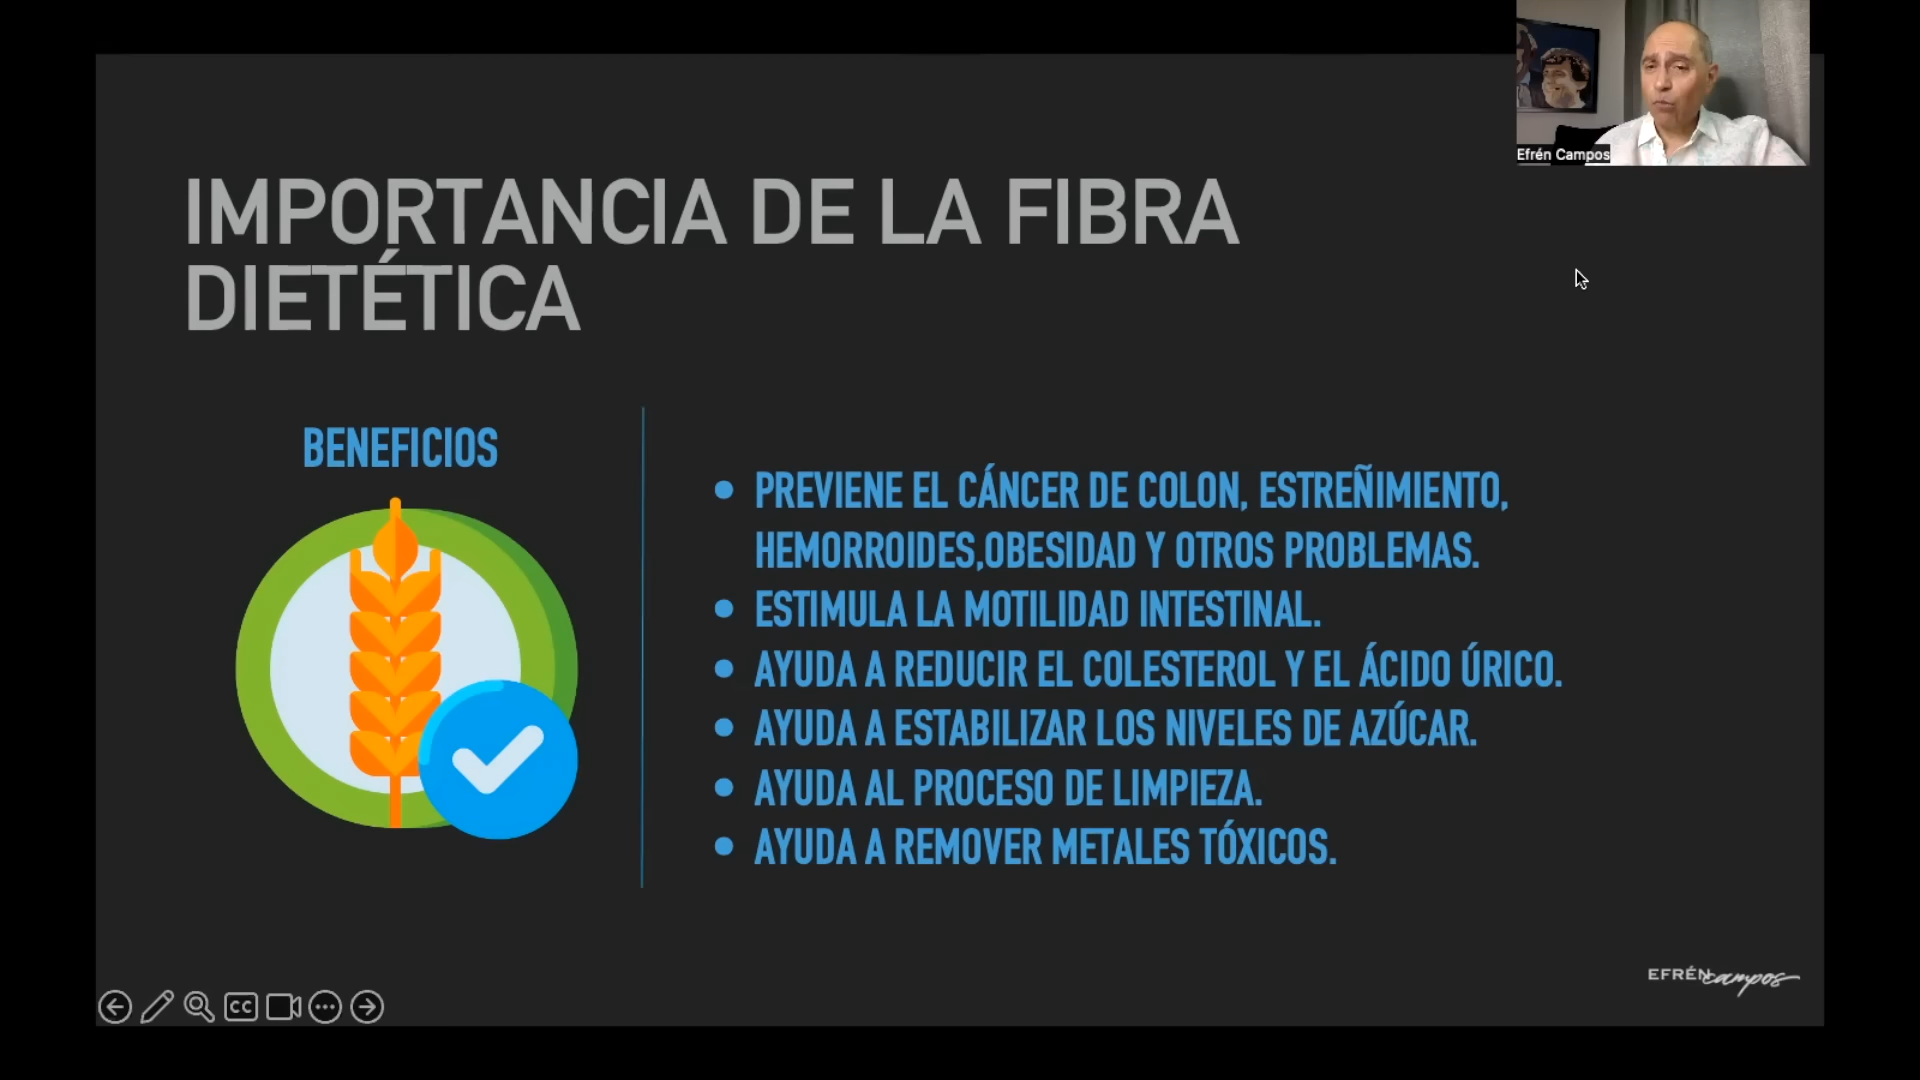 Efrén Campos
IMPORTANCIA DE LA FIBRA
DIETÉTICA
BENEFICIOS
• PREVIENE EL CÁNCER DE COLON, ESTREÑIMIENTO,
HEMORROIDES,OBESIDAD Y OTROS PROBLEMAS.
• ESTIMULA LA MOTILIDAD INTESTINAL.
• AYUDA A REDUCIR EL COLESTEROL Y EL ÁCIDO ÚRICO.
• AYUDA A ESTABILIZAR LOS NIVELES DE AZÚCAR.
• AYUDA AL PROCESO DE LIMPIEZA.
• AYUDA A REMOVER METALES TÓXICOS.
EFRÉN campos
CC